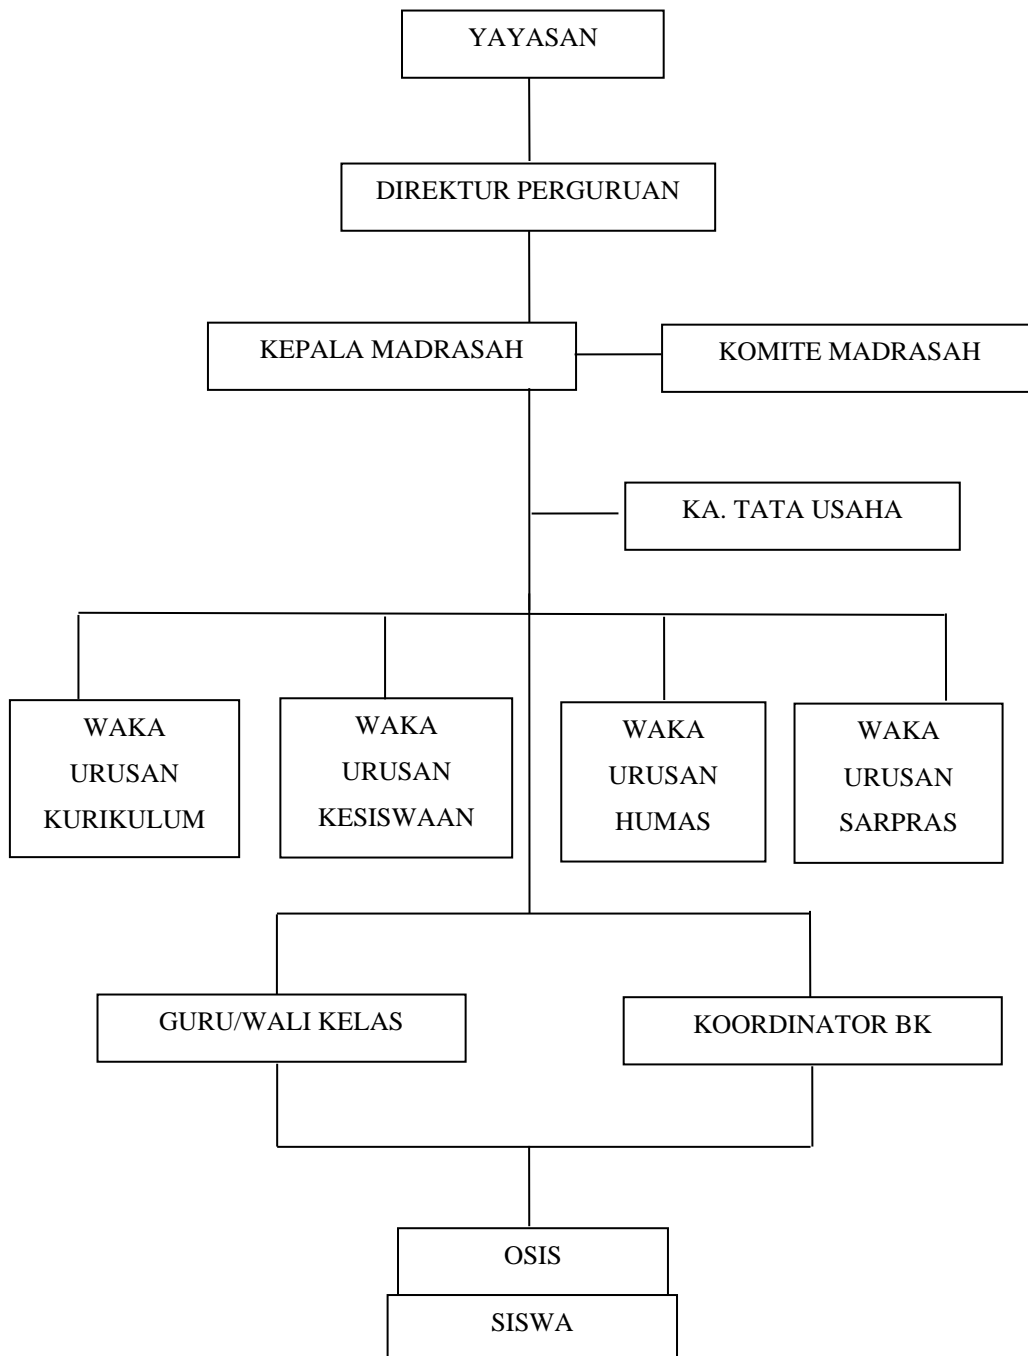 YAYASAN
DIREKTUR PERGURUAN
KEPALA MADRASAH
KOMITE MADRASAH
KA. TATA USAHA
WAKA
URUSAN
KURIKULUM
WAKA
URUSAN
KESISWAAN
WAKA
URUSAN
HUMAS
WAKA
URUSAN
SARPRAS
GURU/WALI KELAS
KOORDINATOR BK
OSIS
SISWA